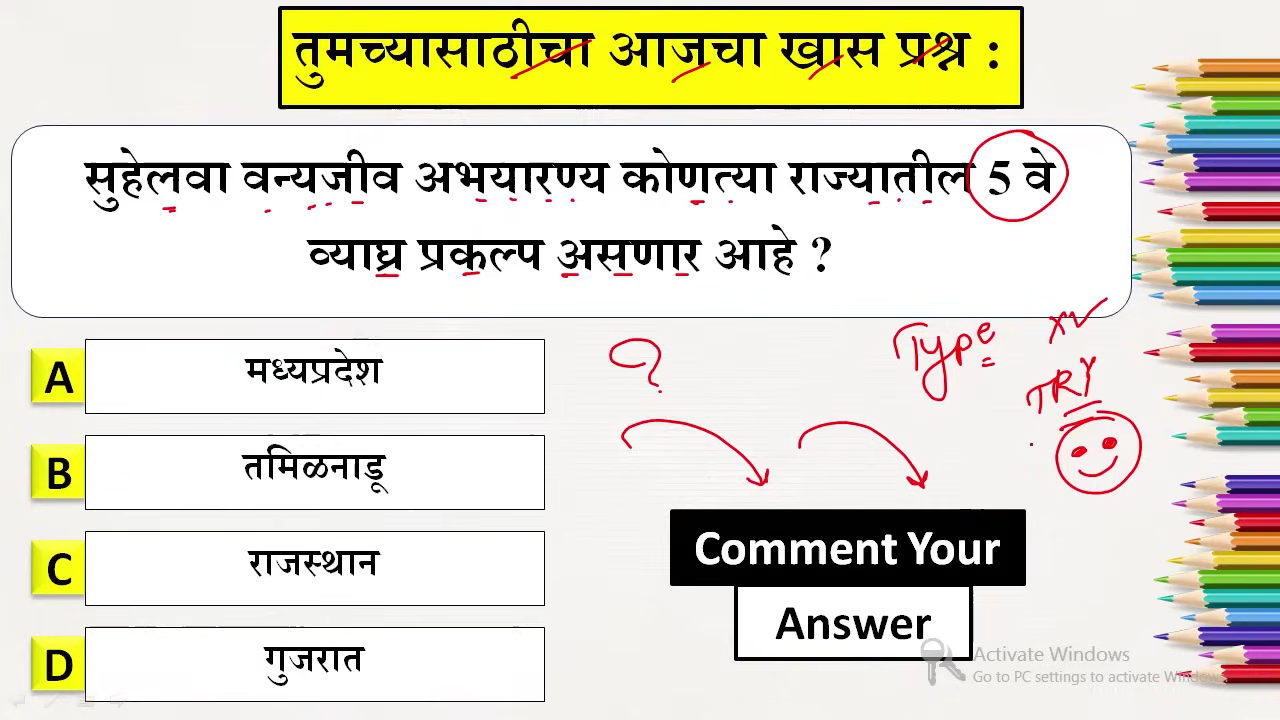 तुमच्यासाठीचा आजचा खास प्रश्न :
सुहेलवा वन्यजीव अभयारण्य कोणत्या राज्यातील 5 वे
व्याघ्र प्रकल्प असणार आहे ?
A मध्यप्रदेश
B तमिळनाडू
C राजस्थान
D गुजरात
?
Type
TRY
Comment Your
Answer
Activate Windows
Go to PC settings to activate Windows.